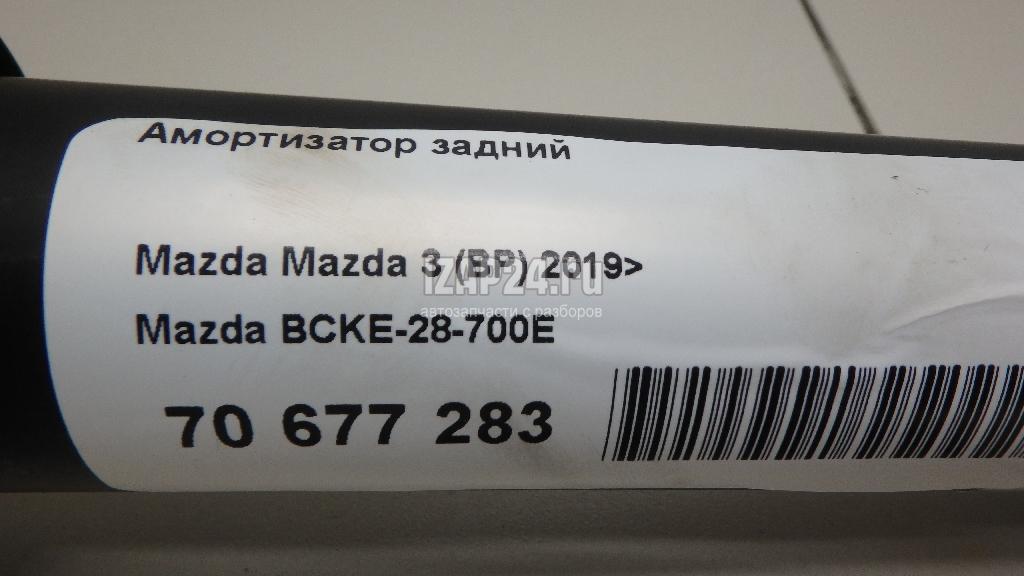 Амортизатор задний
Mazda Mazda 3 (BP) 2019>
IZAP24.ru
автозапчасти с разборов
Mazda BCKE-28-700E
70 677 283